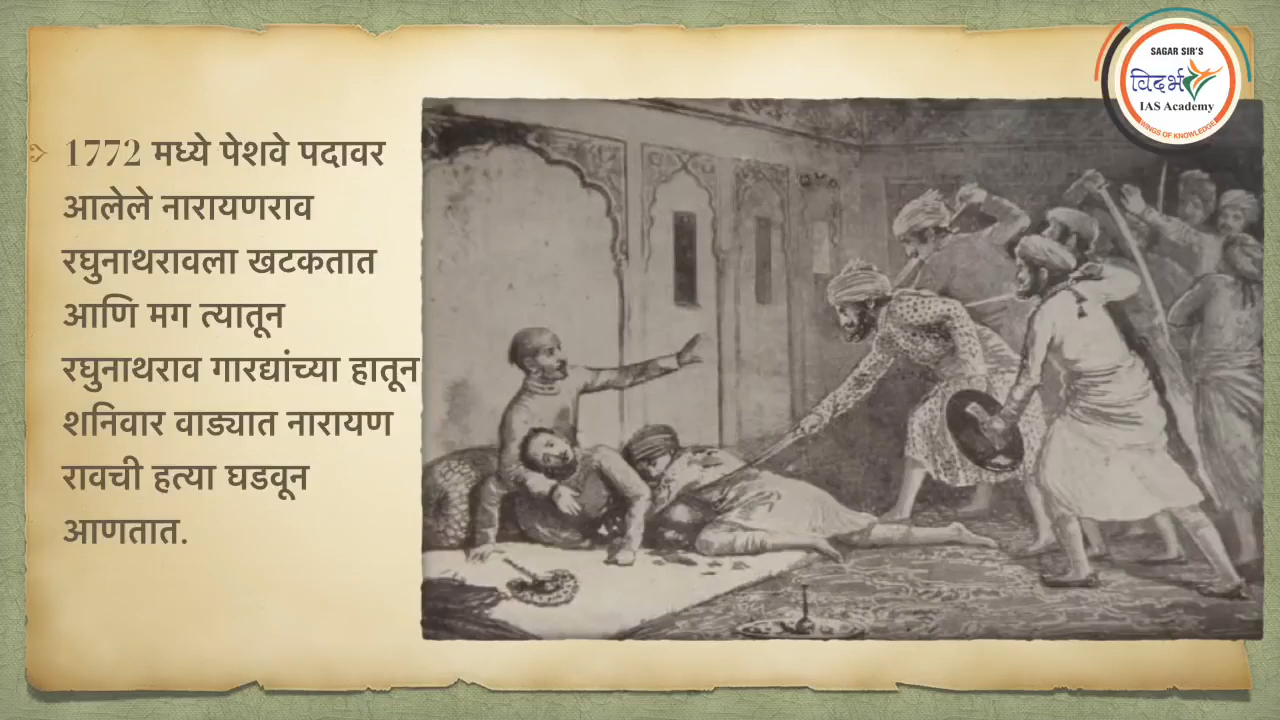 1772 मध्ये पेशवे पदावर
आलेले नारायणराव
रघुनाथरावला खटकतात
आणि मग त्यातून
रघुनाथराव गारद्यांच्या हातून
शनिवार वाड्यात नारायण
रावची हत्या घडवून
आणतात.
SAGAR SIR'S
विदर्भ
IAS Academy
WINGS OF KNOWLEDGE